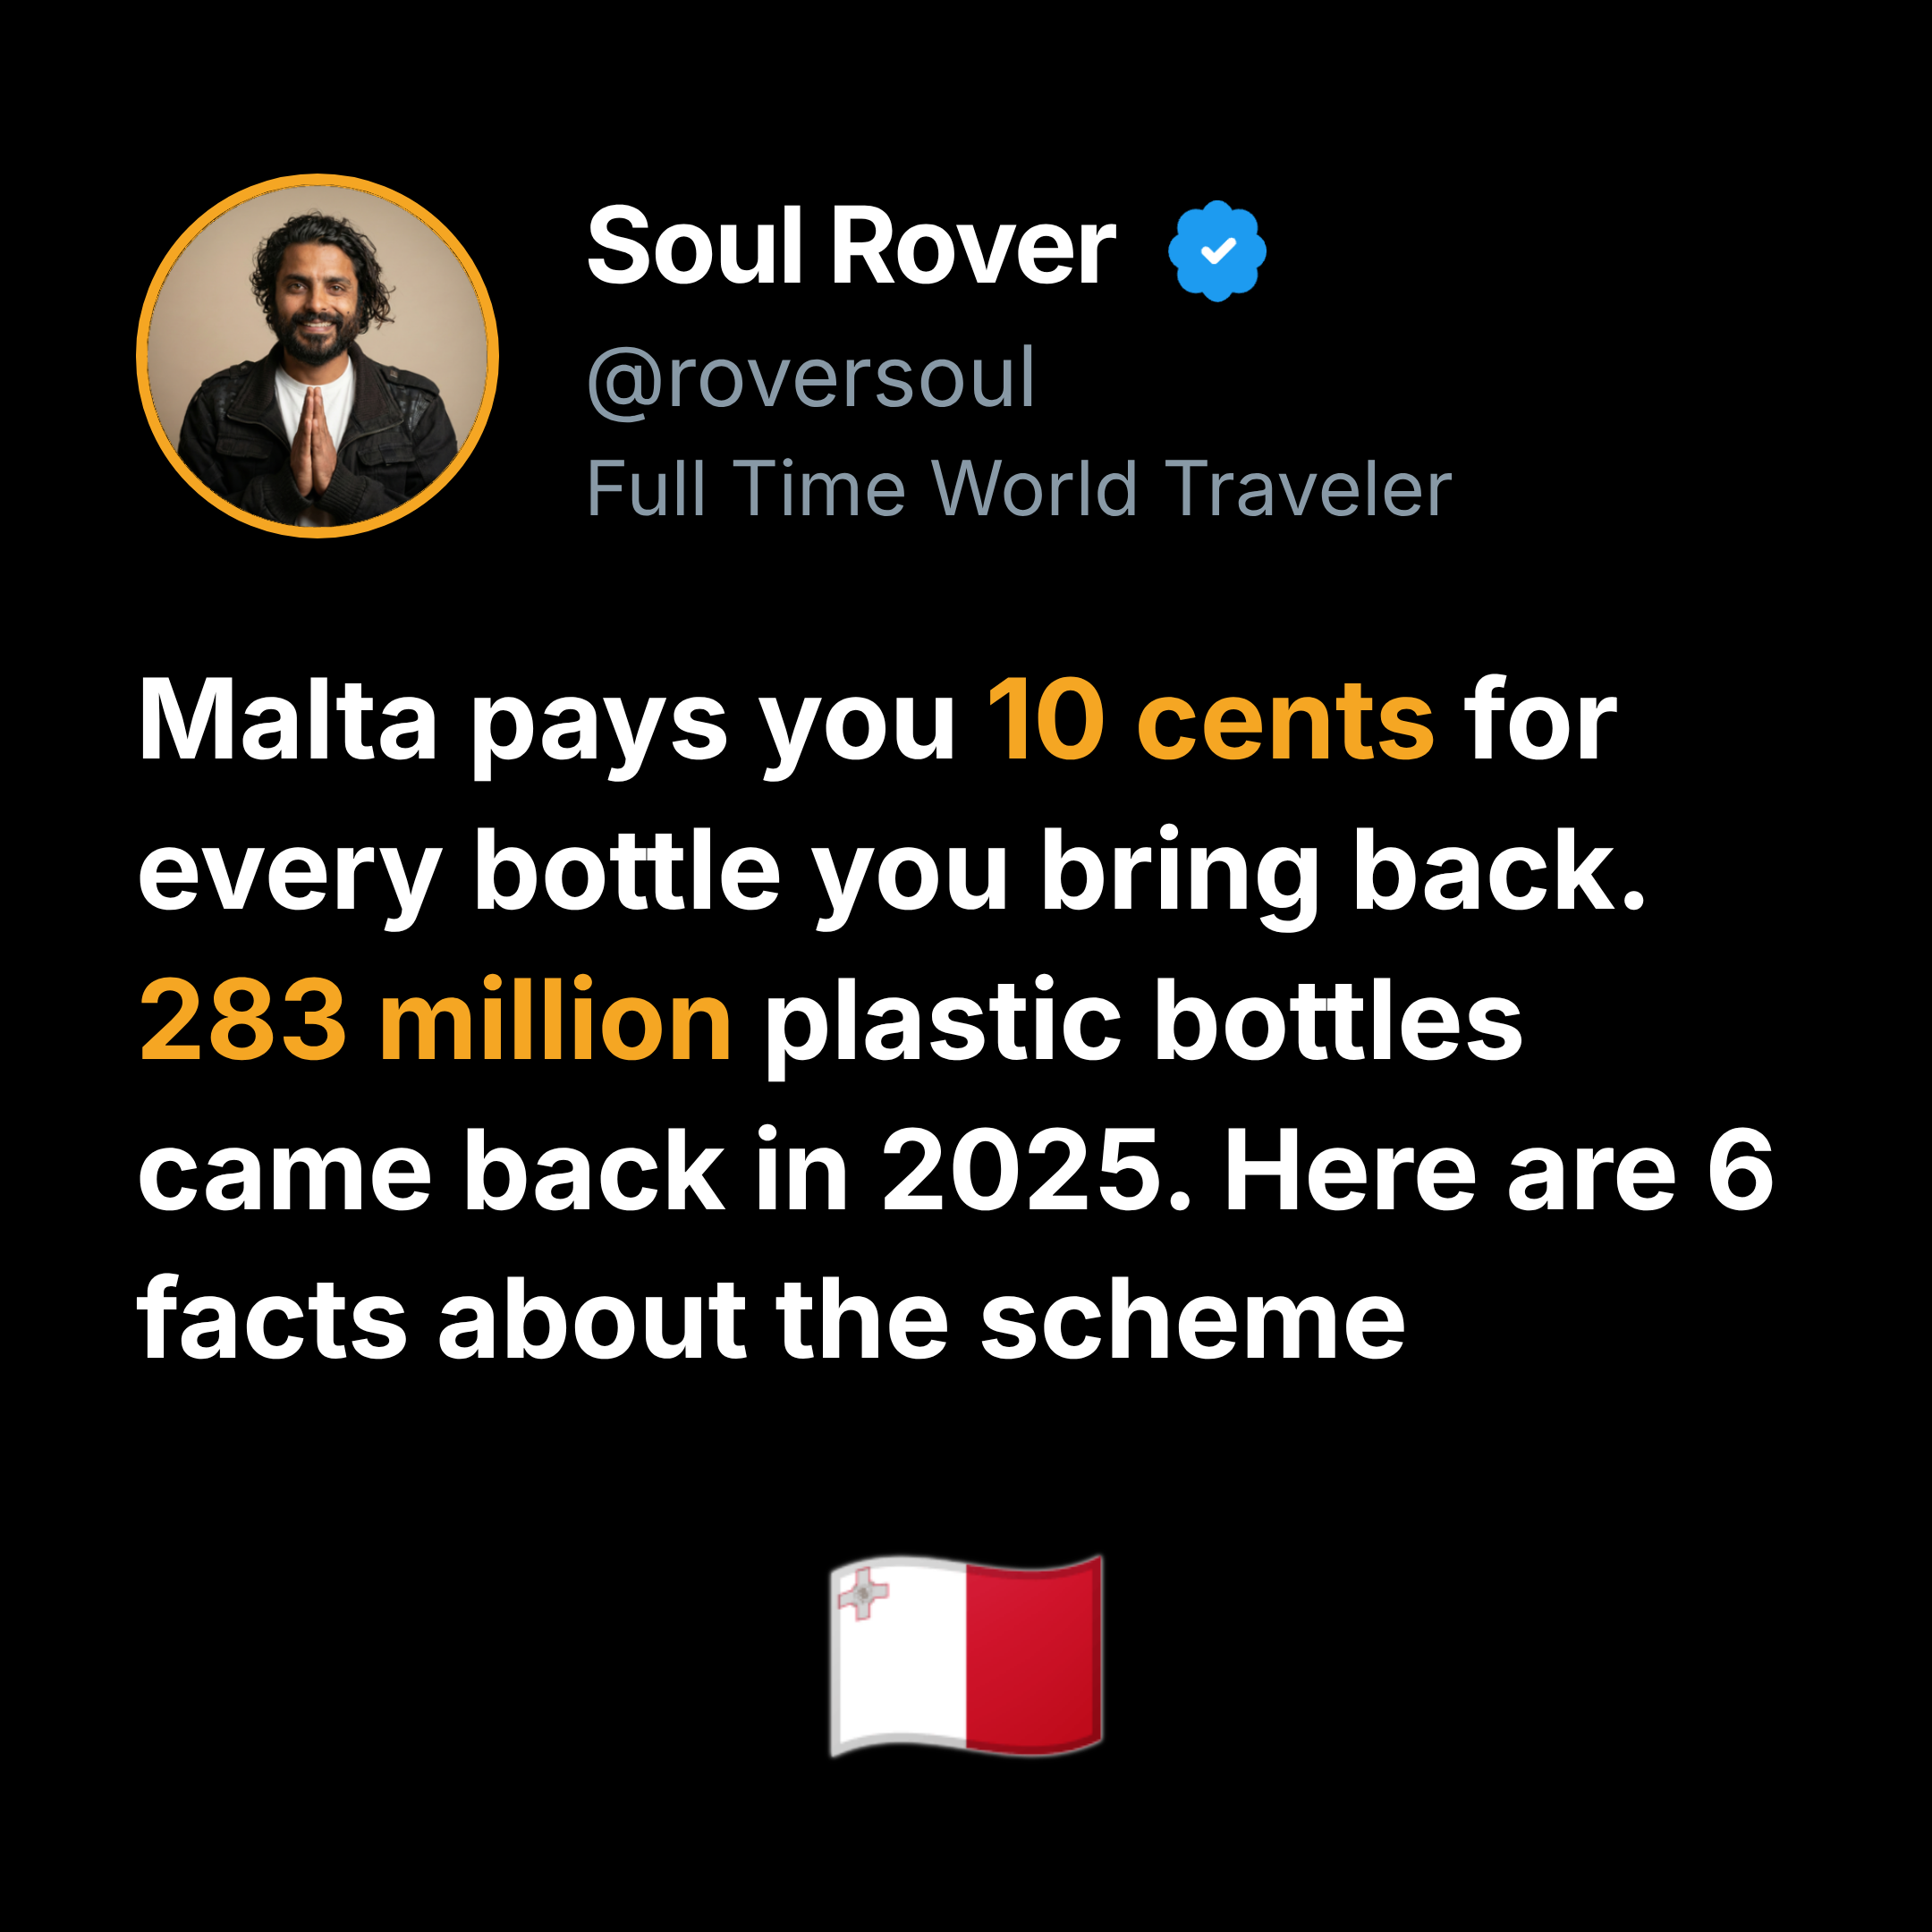 Soul Rover
@roversoul
Full Time World Traveler
Malta pays you 10 cents for
every bottle you bring back.
283 million plastic bottles
came back in 2025. Here are 6
facts about the scheme